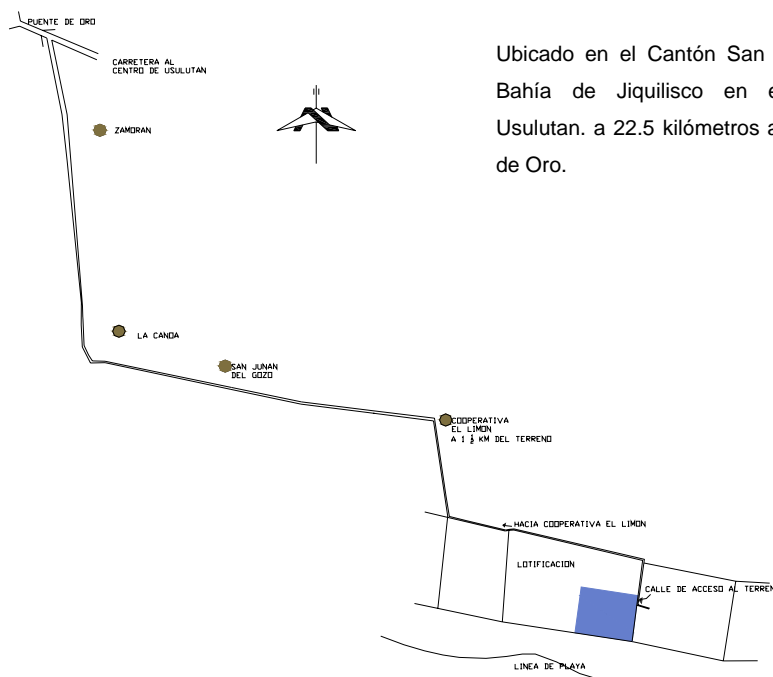 PUENTE DE ORO
CARRETERA AL
CENTRO DE USULUTAN
Ubicado en el Cantón San
Bahía de Jiquilisco en e
Usulutan. a 22.5 kilómetros a
de Oro.
ZAMORAN
LA CANOA
SAN JUNAN
DEL GOZO
COOPERATIVA
EL LIMON
A 1 ½ KM DEL TERRENO
HACIA COOPERATIVA EL LIMON
LOTIFICACION
CALLE DE ACCESO AL TERREN
LINEA DE PLAYA